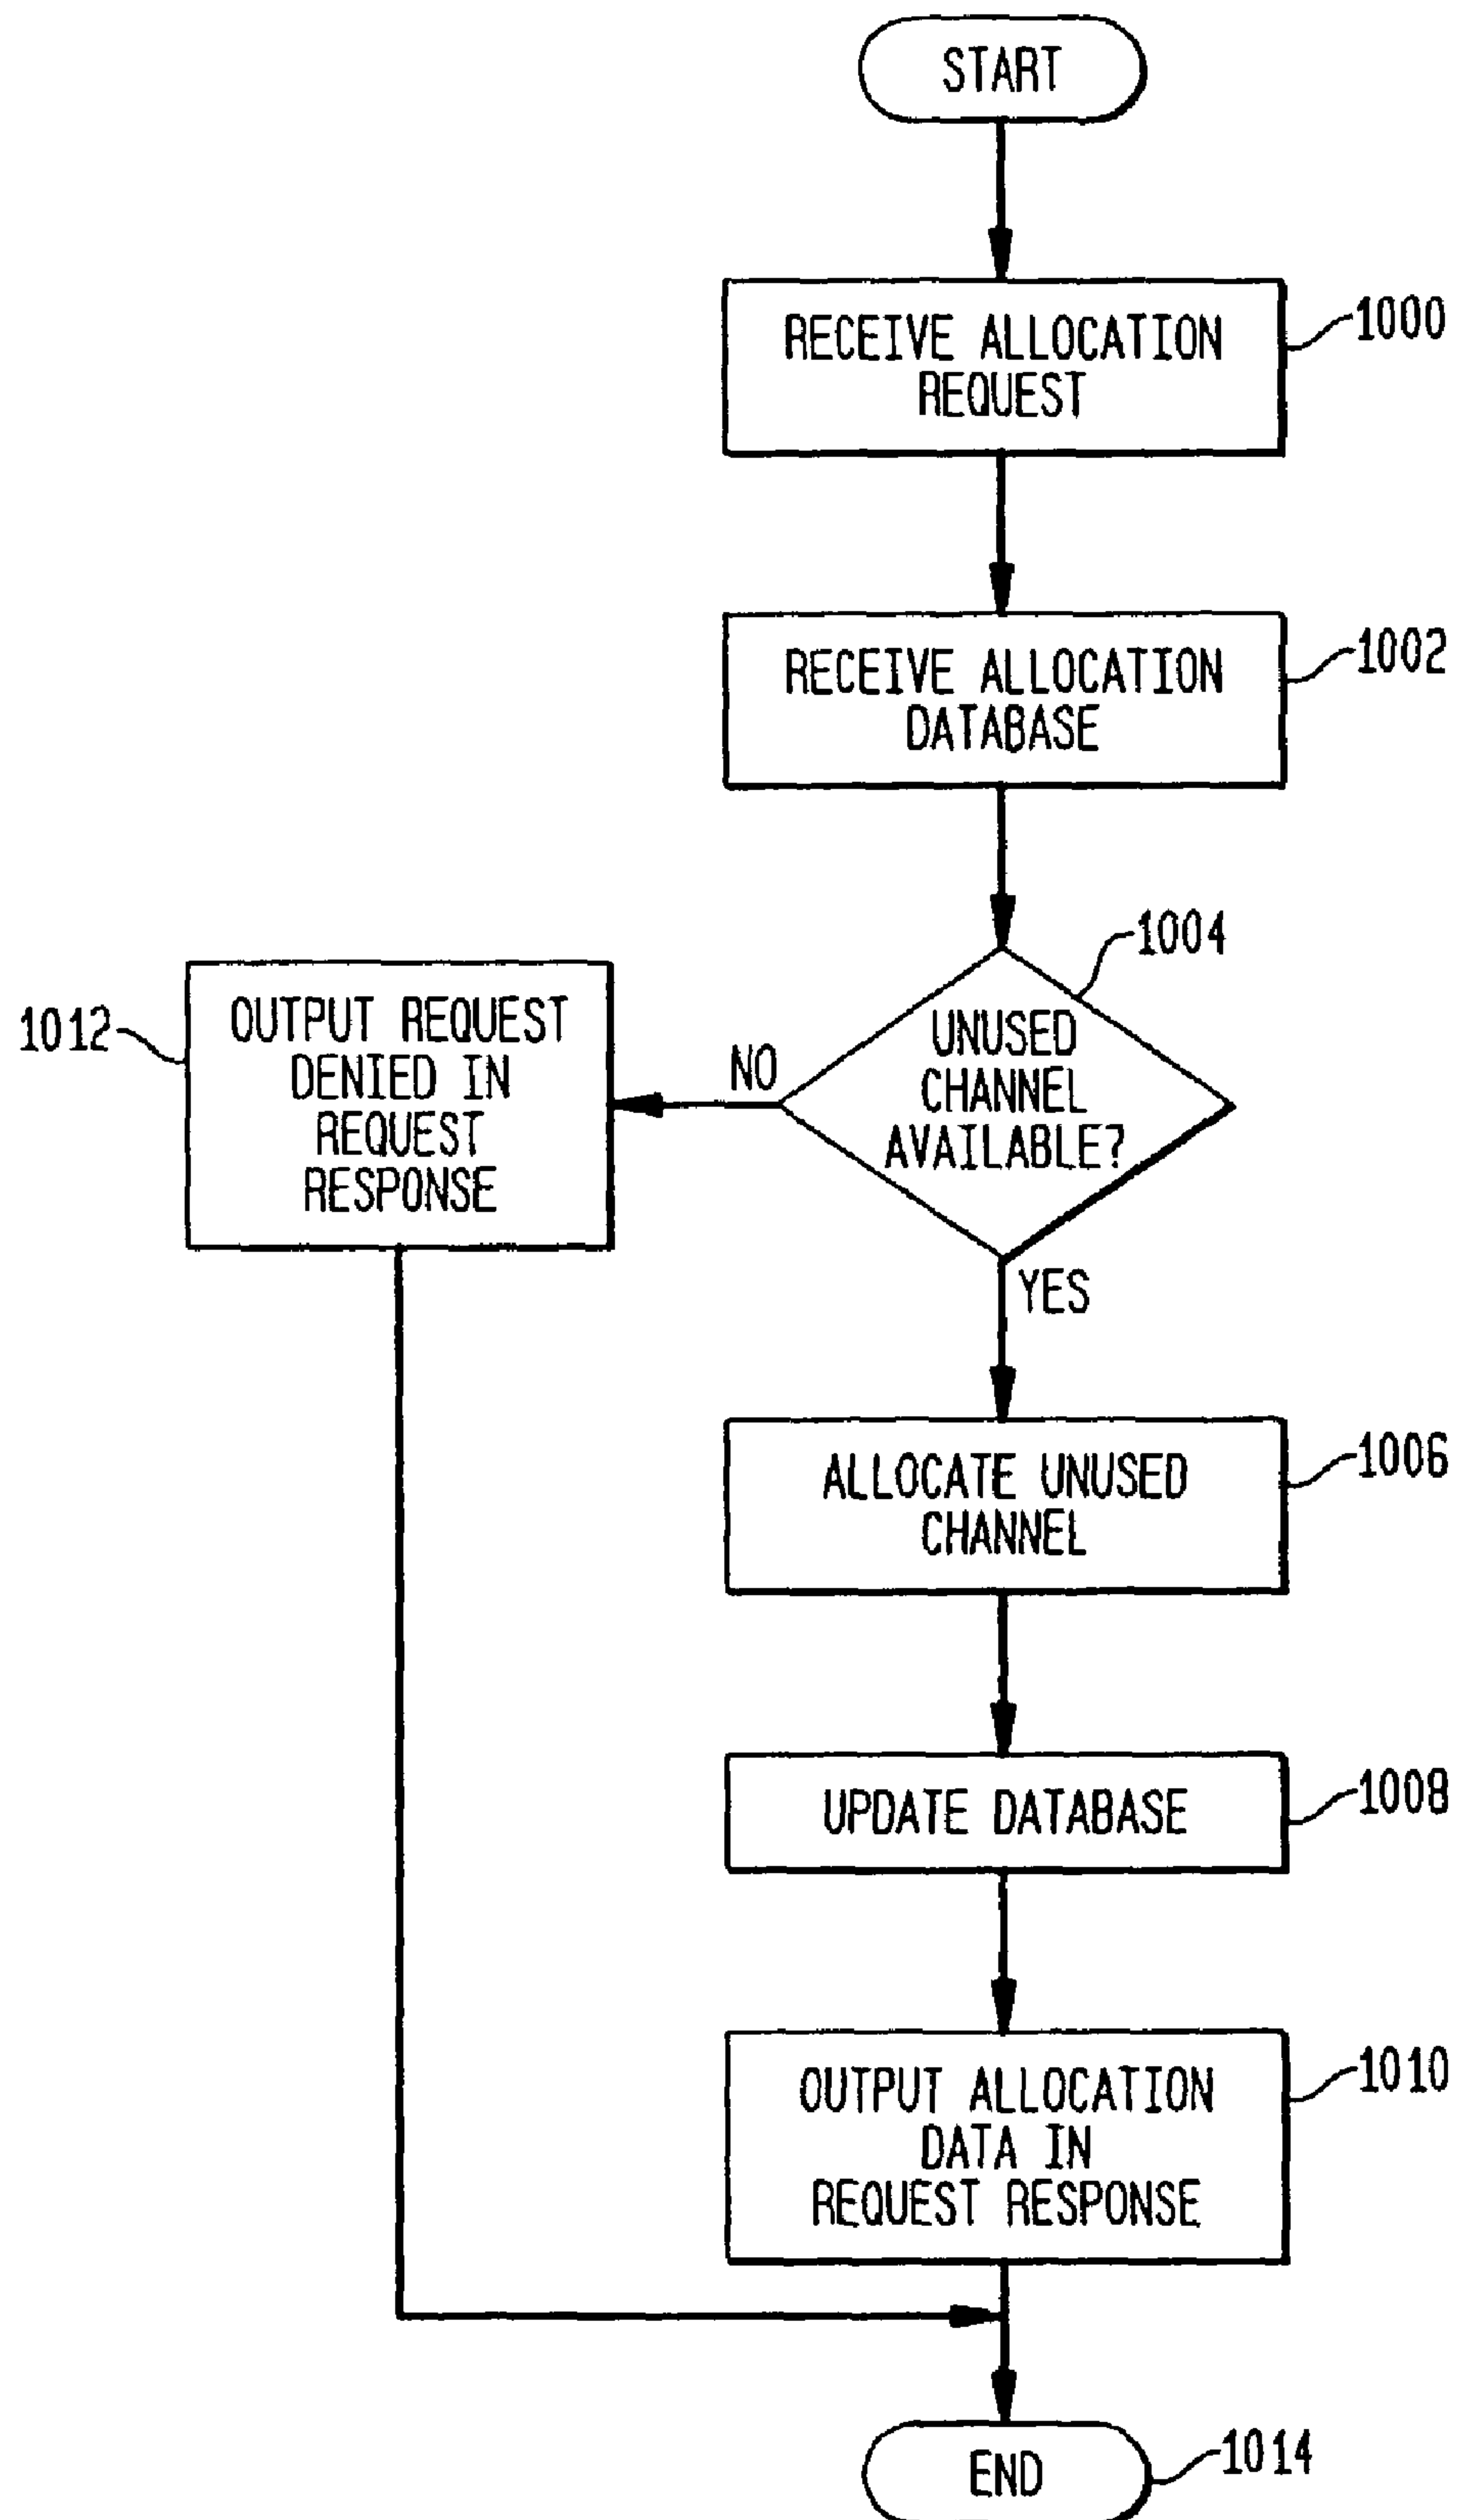 START
RECEIVE ALLOCATION
REQUEST
1000
RECEIVE ALLOCATION
DATABASE
1002
1004
UNUSED
CHANNEL
AVAILABLE?
NO
1012
OUTPUT REQUEST
DENIED IN
REQUEST
RESPONSE
YES
ALLOCATE UNUSED
CHANNEL
1006
UPDATE DATABASE
1008
OUTPUT ALLOCATION
DATA IN
REQUEST RESPONSE
1010
END
1014